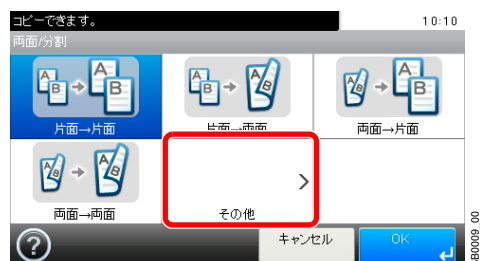 コピーできます。 10:10
両面/分割
片面→片面 片面→両面 両面→片面
両面→両面 その他
キャンセル OK
B0009_00